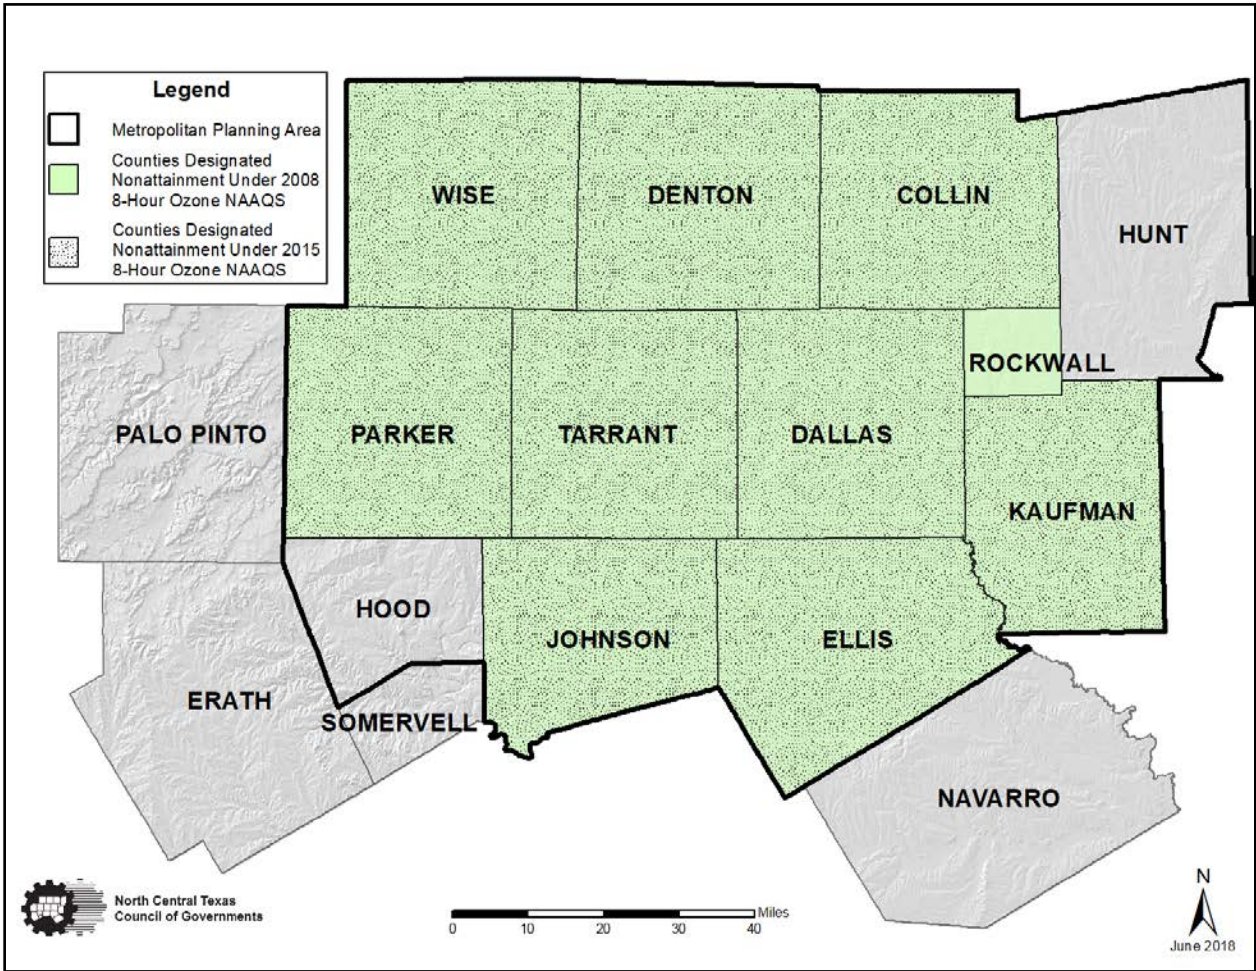 Legend
Metropolitan Planning Area
Counties Designated
Nonattainment Under 2008
8-Hour Ozone NAAQS
Counties Designated
Nonattainment Under 2015
8-Hour Ozone NAAQS
WISE
DENTON
COLLIN
HUNT
ROCKWALL
PALO PINTO
PARKER
TARRANT
DALLAS
KAUFMAN
HOOD
JOHNSON
ELLIS
ERATH
SOMERVELL
NAVARRO
North Central Texas
Council of Governments
Miles
0 10 20 30 40
N
June 2018